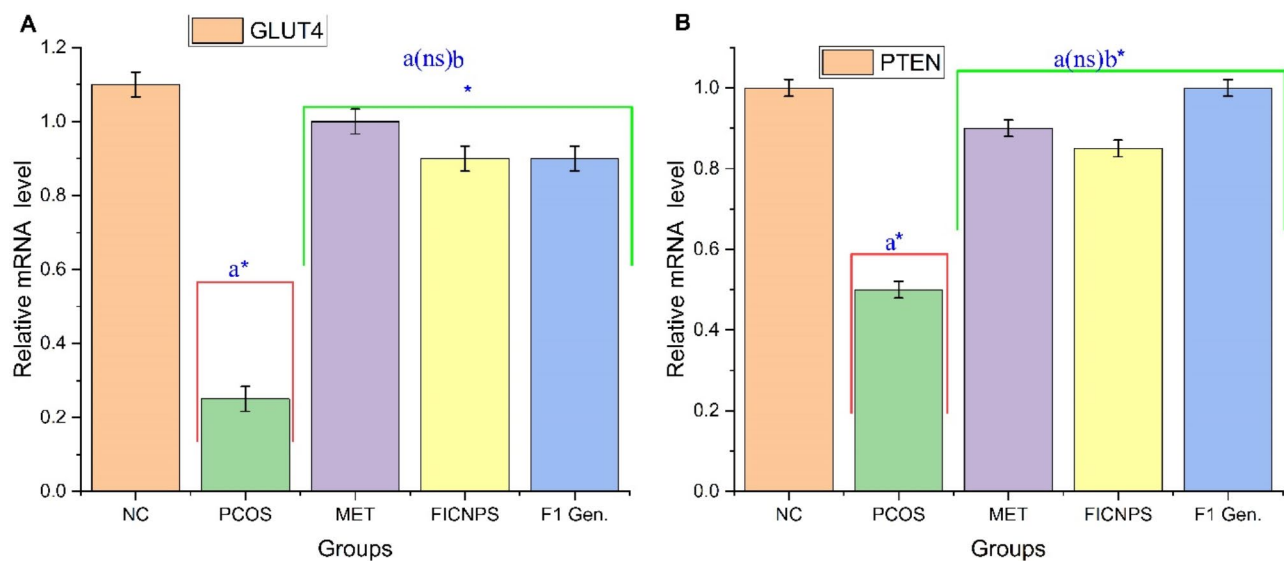 A
GLUT4
1.2
1.0
0.8
0.6
0.4
0.2
0.0
Relative mRNA level
a(ns)b
*
a*
NC PCOS MET FICNPS F1 Gen.
Groups
B
PTEN
1.0
0.8
0.6
0.4
0.2
0.0
Relative mRNA level
a(ns)b*
a*
NC PCOS MET FICNPS F1 Gen.
Groups